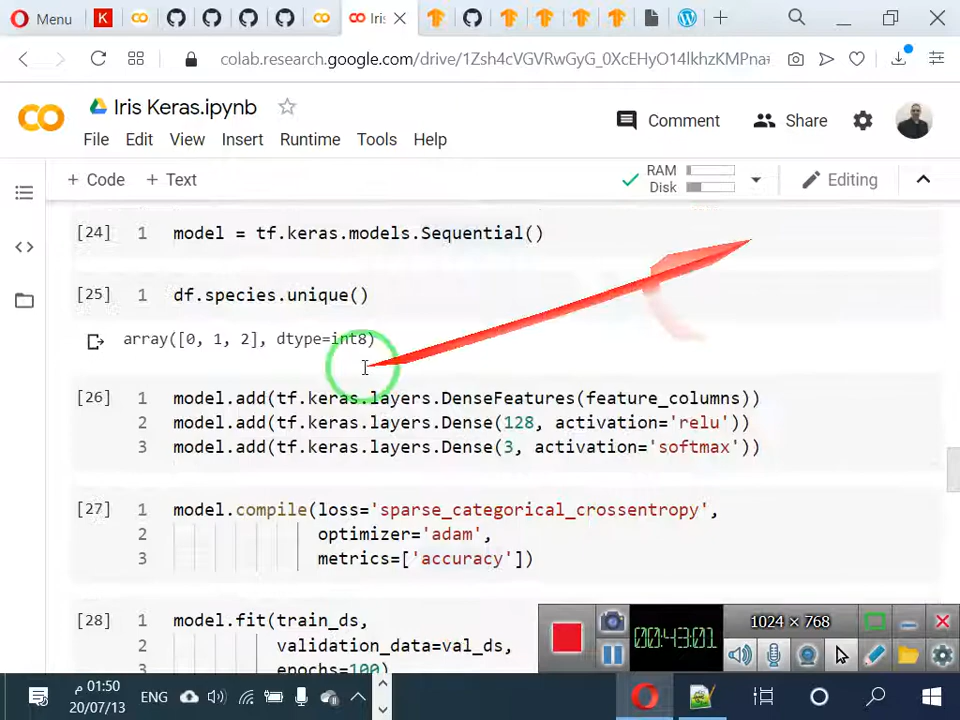 Menu
K
Iris
colab.research.google.com/drive/1Zsh4cVGVRwGyG_0XcEHyO14lkHMPna
Iris Keras.ipynb
Comment
Share
File Edit View Insert Runtime Tools Help
+ Code + Text
RAM
Disk
Editing
[24] 1 model = tf.keras.models.Sequential()
[25] 1 df.species.unique()
array([0, 1, 2], dtype=int8)
[26] 1 model.add(tf.keras.layers.DenseFeatures(feature_columns))
2 model.add(tf.keras.layers.Dense(128, activation='relu'))
3 model.add(tf.keras.layers.Dense(3, activation='softmax'))
[27] 1 model.compile(loss='sparse_categorical_crossentropy',
2 optimizer='adam',
3 metrics=['accuracy'])
[28] 1 model.fit(train_ds,
2 validation_data=val_ds,
3 epochs=100)
00:43:01
1024 × 768
01:50 م
20/07/13
ENG